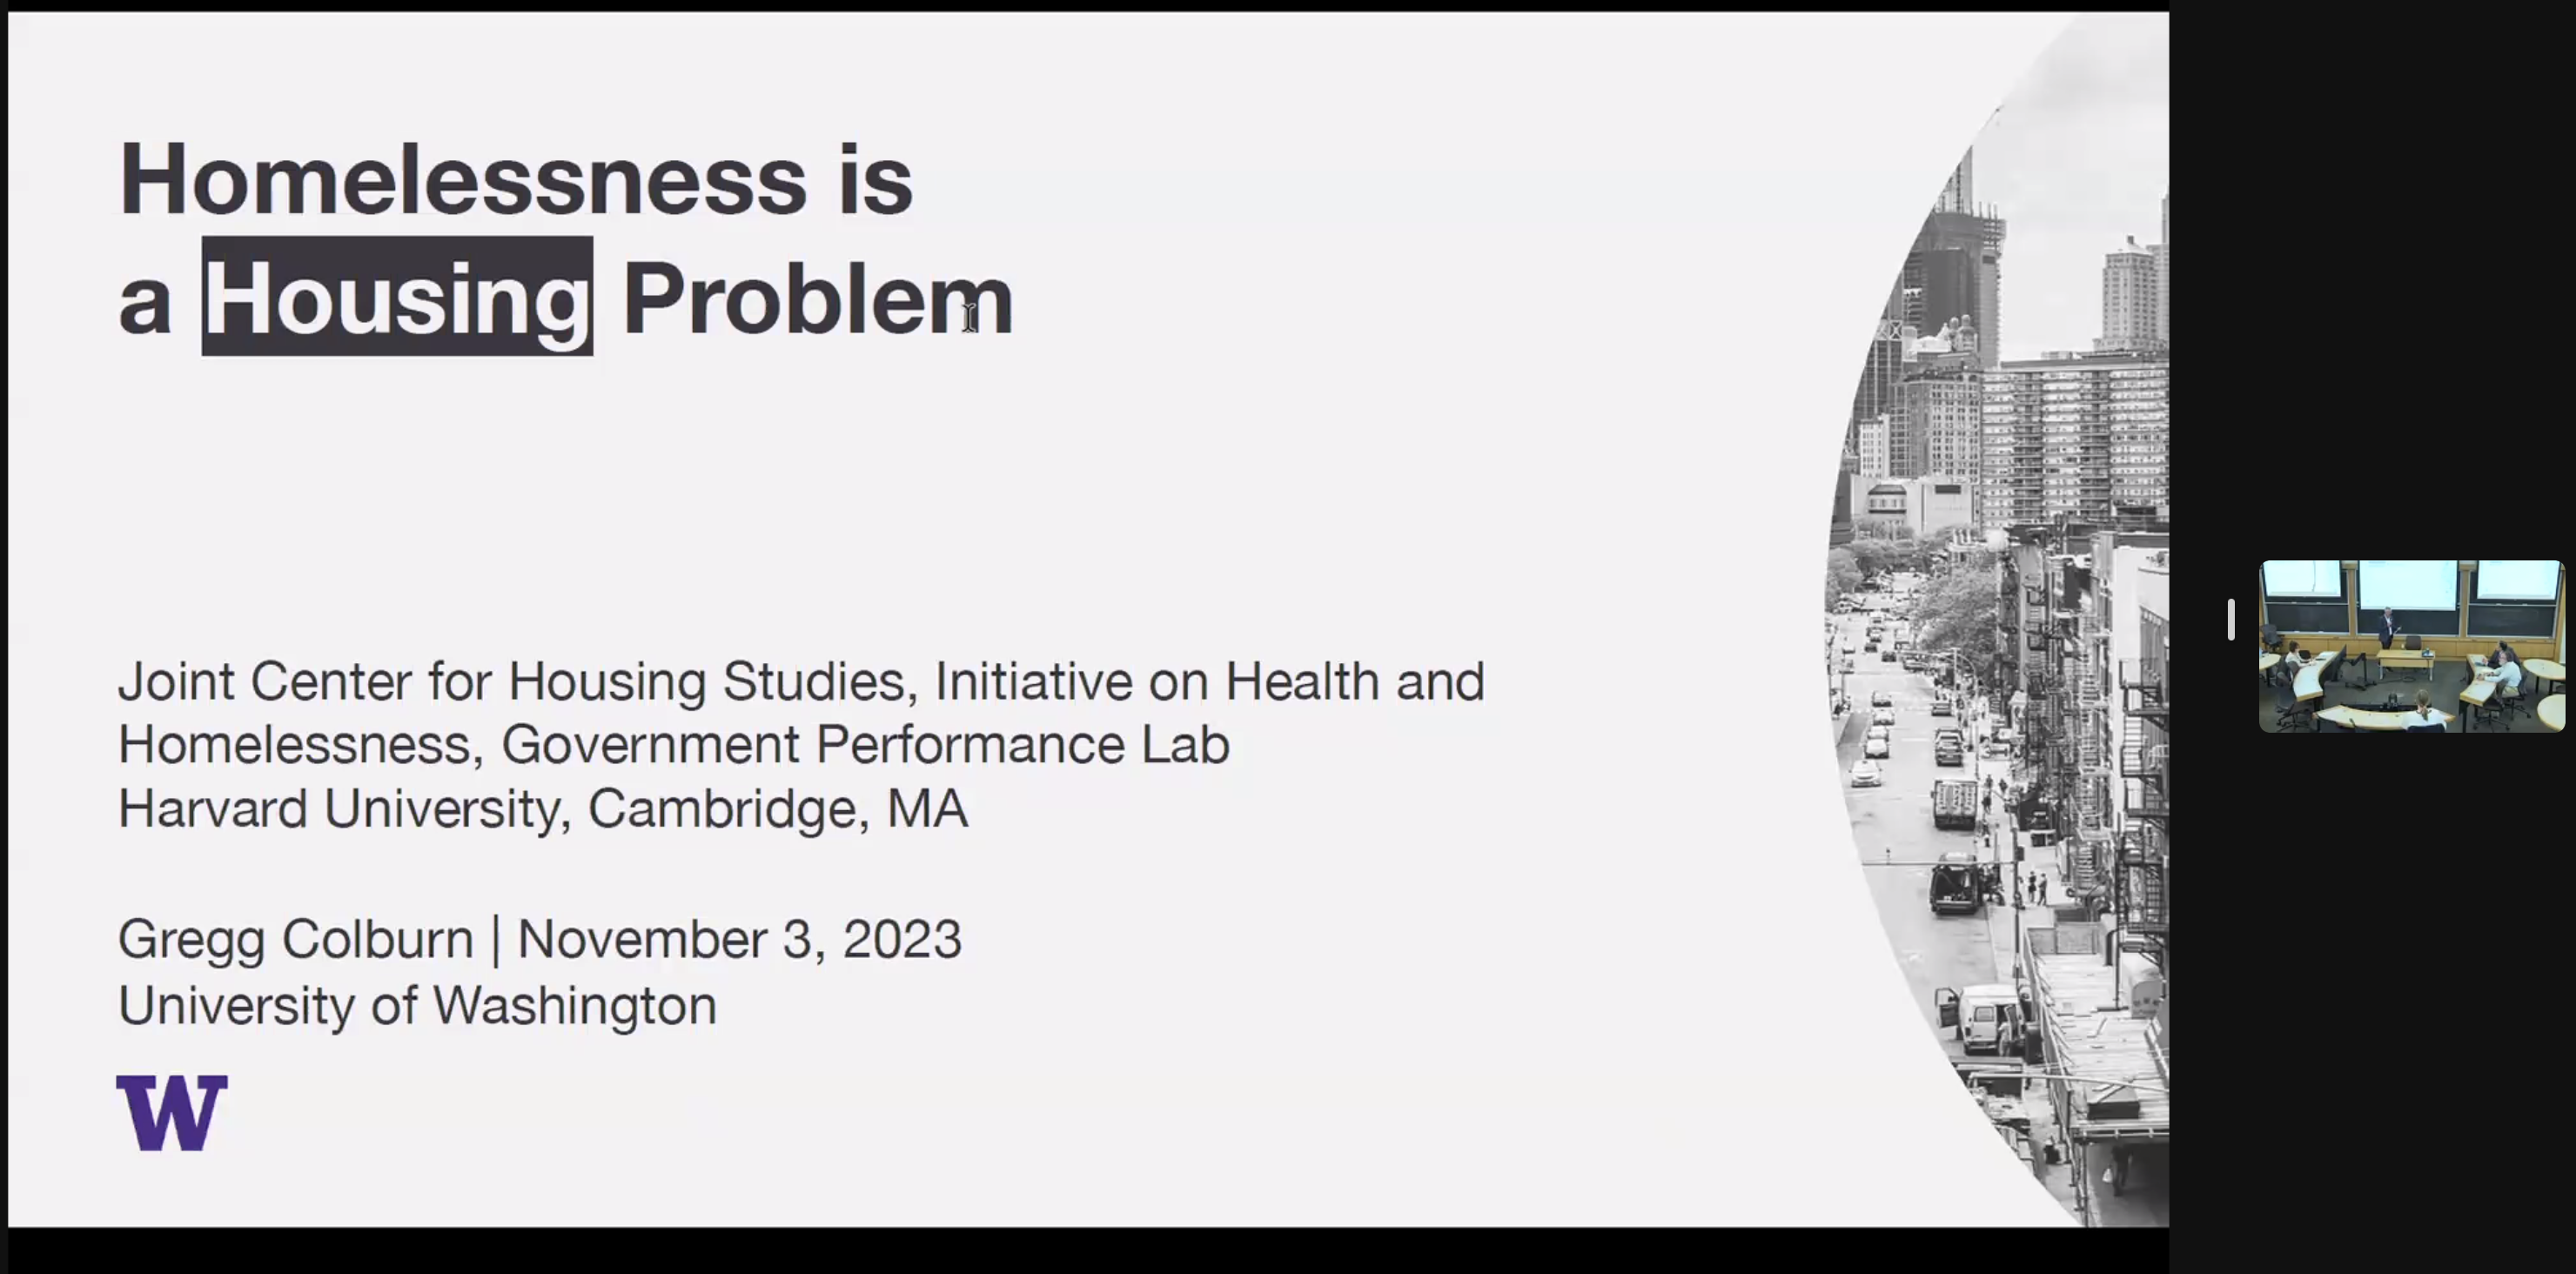 Homelessness is
a Housing Problem
Joint Center for Housing Studies, Initiative on Health and
Homelessness, Government Performance Lab
Harvard University, Cambridge, MA
Gregg Colburn | November 3, 2023
University of Washington
W